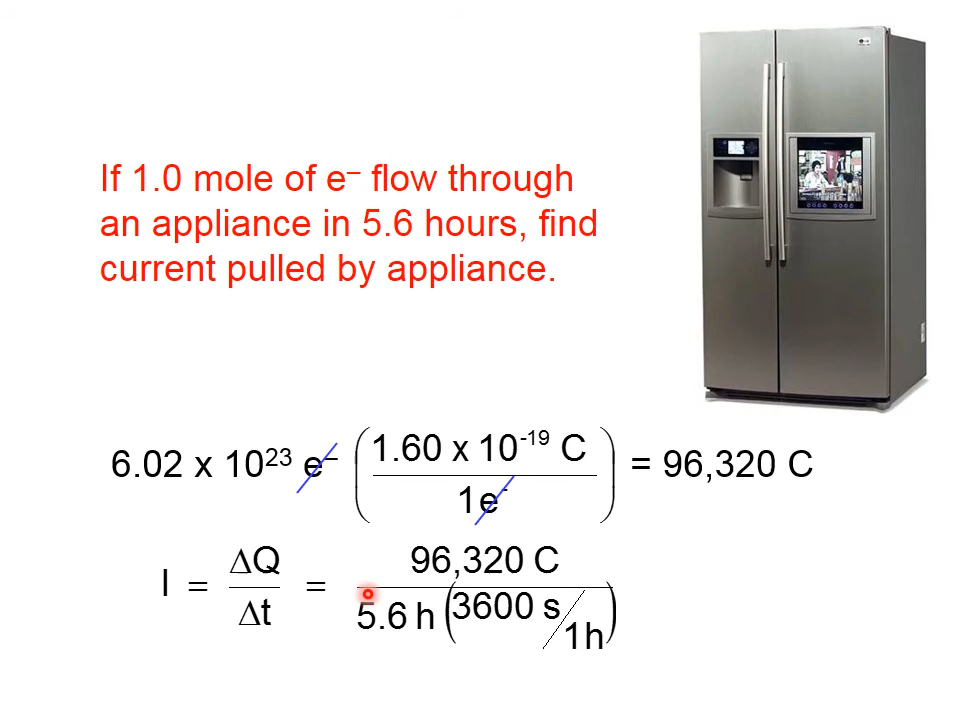 If 1.0 mole of e– flow through
an appliance in 5.6 hours, find
current pulled by appliance.
6.02 x 10²³ e– (1.60 x 10⁻¹⁹ C / 1e⁻) = 96,320 C
I = ΔQ/Δt = 96,320 C / 5.6 h (3600 s/1h)